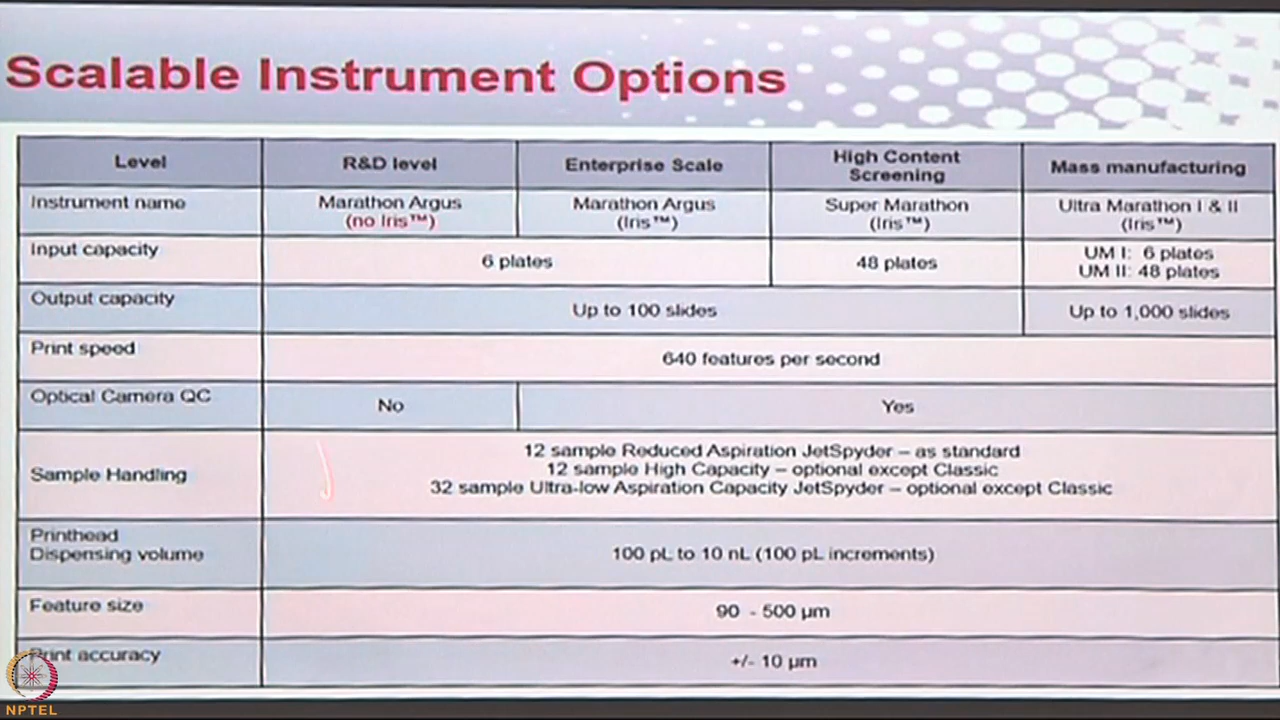 Scalable Instrument Options
Level
R&D level
Enterprise Scale
High Content
Screening
Mass manufacturing
Instrument name
Marathon Argus
(no Iris™)
Marathon Argus
(Iris™)
Super Marathon
(Iris™)
Ultra Marathon I & II
(Iris™)
Input capacity
6 plates
48 plates
UM I: 6 plates
UM II: 48 plates
Output capacity
Up to 100 slides
Up to 1,000 slides
Print speed
640 features per second
Optical Camera QC
No
Yes
Sample Handling
12 sample Reduced Aspiration JetSpyder – as standard
12 sample High Capacity – optional except Classic
32 sample Ultra-low Aspiration Capacity JetSpyder – optional except Classic
Printhead
Dispensing volume
100 pL to 10 nL (100 pL increments)
Feature size
90 - 500 µm
Print accuracy
+/- 10 µm
NPTEL